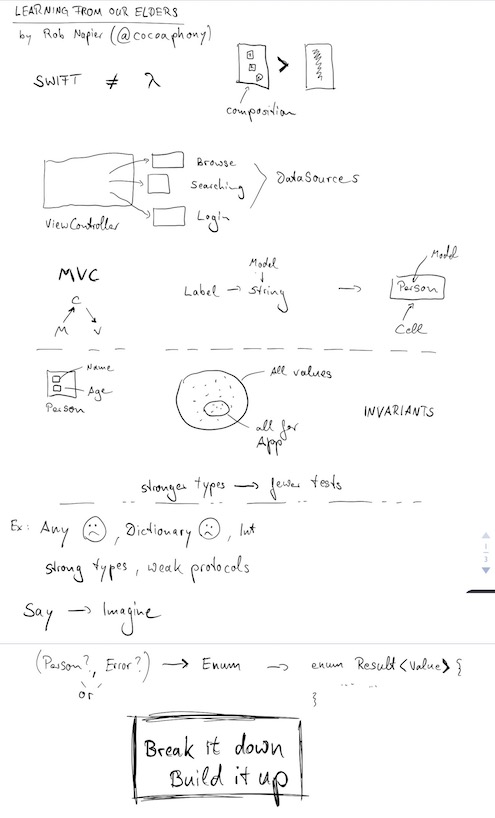 LEARNING FROM OUR ELDERS
by Rob Napier (@cocoaphony)
SWIFT ≠ λ
>
composition
Browse
Searching
Login
DataSources
ViewController
MVC
C
M V
Model
Label → String →
Model
Person
Cell
Name
Age
Person
All values
all for
App
INVARIANTS
stronger types → fewer tests
Ex: Any ☹, Dictionary ☹, Int
strong types, weak protocols
Say → Imagine
1
3
(Person?, Error?) → Enum → enum Result<Value> {
or
...
}
Break it down
Build it up